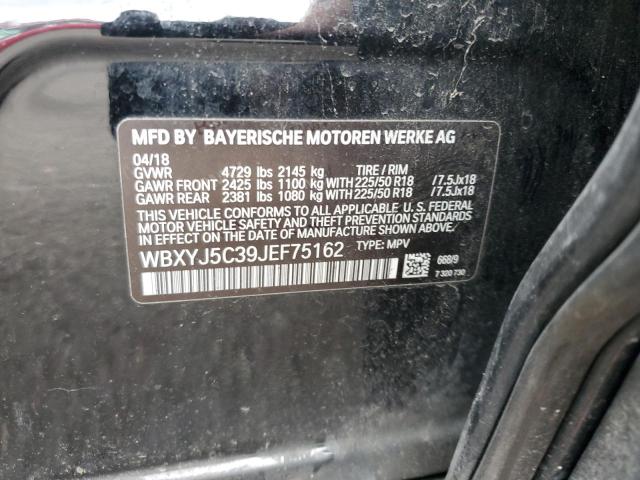 MFD BY BAYERISCHE MOTOREN WERKE AG
04/18
GVWR 4729 lbs 2145 kg TIRE / RIM
GAWR FRONT 2425 lbs 1100 kg WITH 225/50 R18 /7.5Jx18
GAWR REAR 2381 lbs 1080 kg WITH 225/50 R18 /7.5Jx18
THIS VEHICLE CONFORMS TO ALL APPLICABLE U. S. FEDERAL
MOTOR VEHICLE SAFETY AND THEFT PREVENTION STANDARDS
IN EFFECT ON THE DATE OF MANUFACTURE SHOWN ABOVE.
WBXYJ5C39JEF75162 TYPE: MPV
668/9
7 320 730